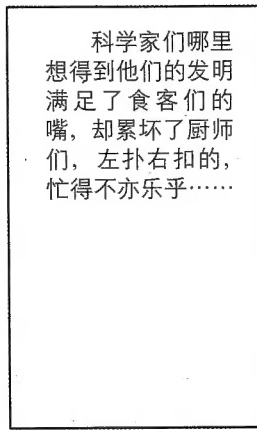 科学家们哪里
想得到他们的发明
满足了食客们的
嘴，却累坏了厨师
们，左扑右扣的，
忙得不亦乐乎……